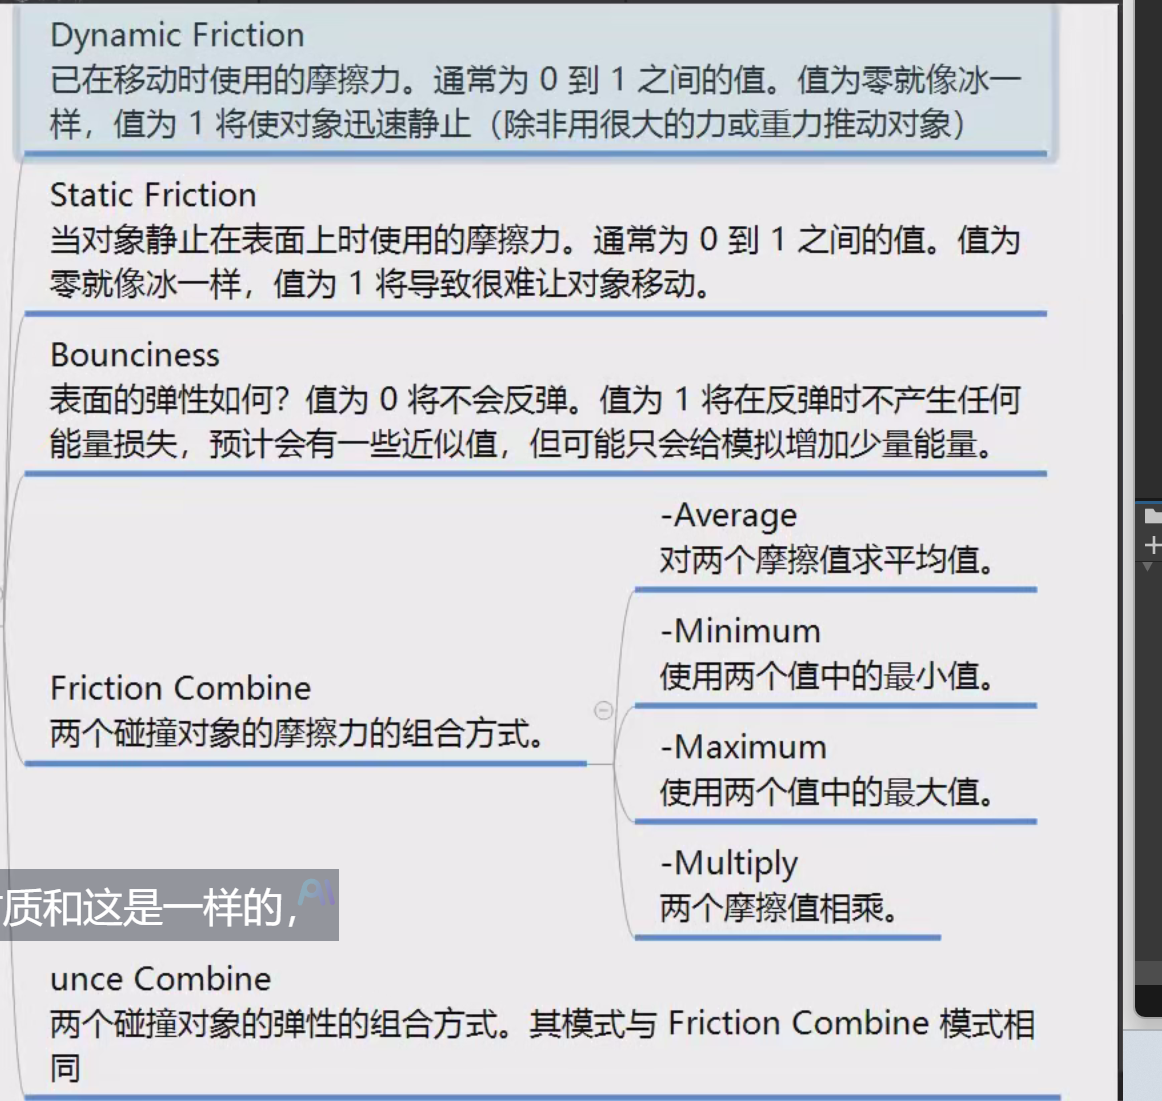 Dynamic Friction
已在移动时使用的摩擦力。通常为 0 到 1 之间的值。值为零就像冰一
样，值为 1 将使对象迅速静止（除非用很大的力或重力推动对象）
Static Friction
当对象静止在表面上时使用的摩擦力。通常为 0 到 1 之间的值。值为
零就像冰一样，值为 1 将导致很难让对象移动。
Bounciness
表面的弹性如何？值为 0 将不会反弹。值为 1 将在反弹时不产生任何
能量损失，预计会有一些近似值，但可能只会给模拟增加少量能量。
Friction Combine
两个碰撞对象的摩擦力的组合方式。
-Average
对两个摩擦值求平均值。
-Minimum
使用两个值中的最小值。
-Maximum
使用两个值中的最大值。
-Multiply
两个摩擦值相乘。
质和这是一样的，
AI
unce Combine
两个碰撞对象的弹性的组合方式。其模式与 Friction Combine 模式相
同